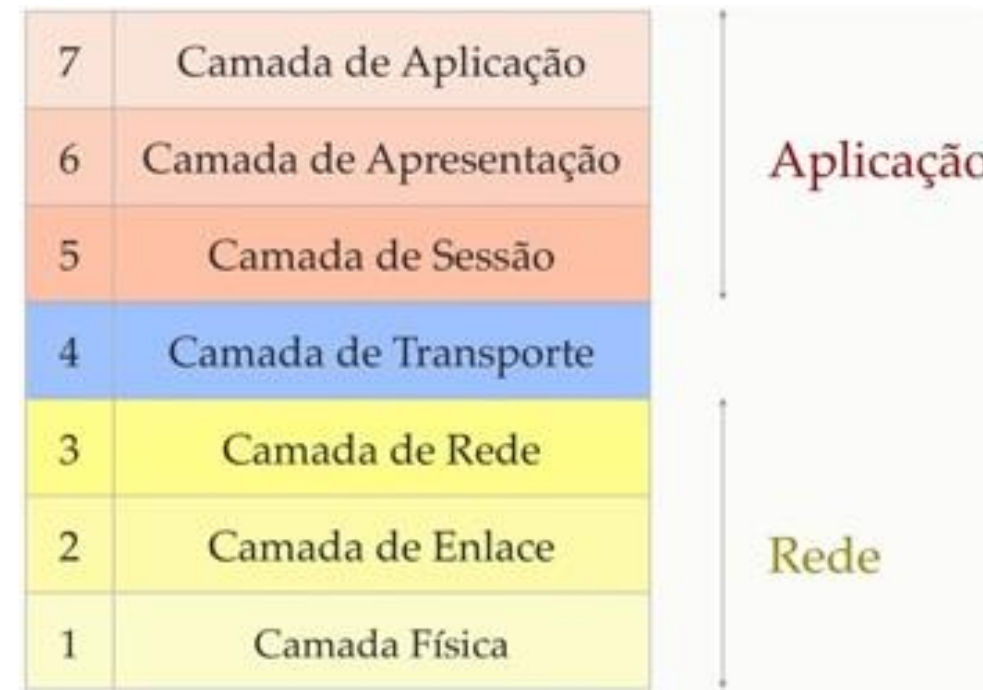 7 Camada de Aplicação
6 Camada de Apresentação
Aplicação
5 Camada de Sessão
4 Camada de Transporte
3 Camada de Rede
2 Camada de Enlace
Rede
1 Camada Física